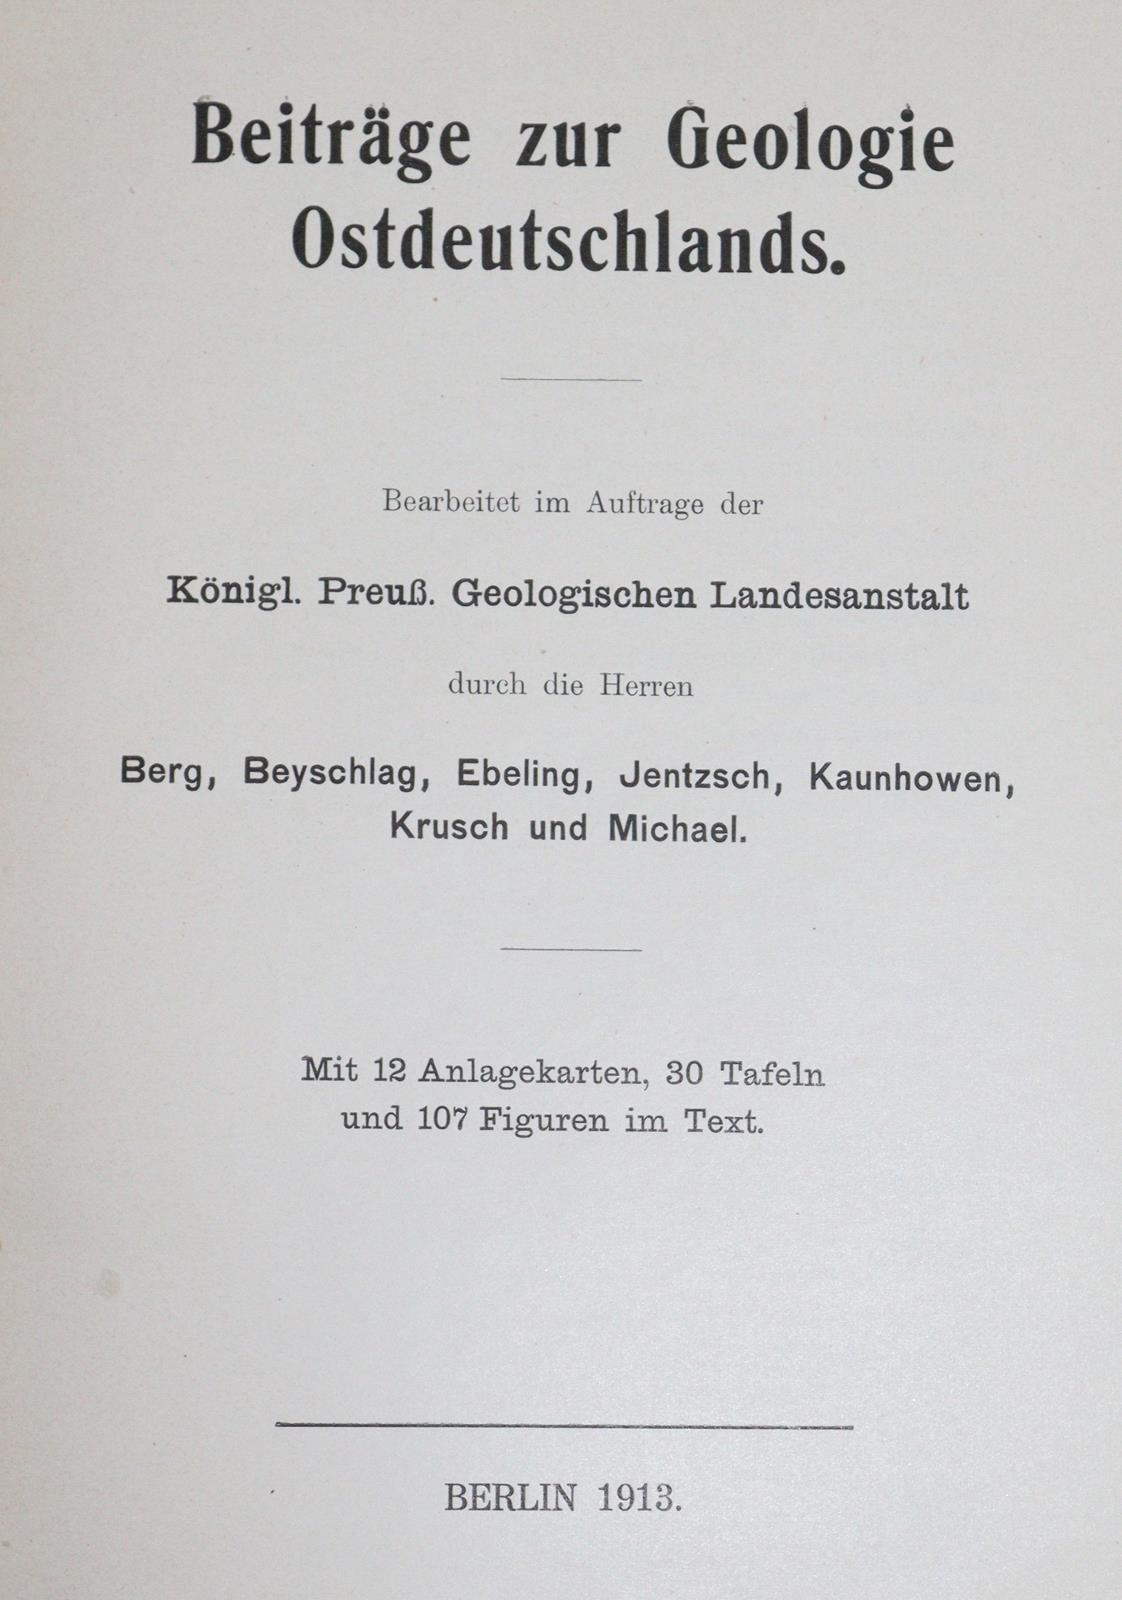 Beiträge zur Geologie
Ostdeutschlands.
Bearbeitet im Auftrage der
Königl. Preuß. Geologischen Landesanstalt
durch die Herren
Berg, Beyschlag, Ebeling, Jentzsch, Kaunhowen,
Krusch und Michael.
Mit 12 Anlagekarten, 30 Tafeln
und 107 Figuren im Text.
BERLIN 1913.